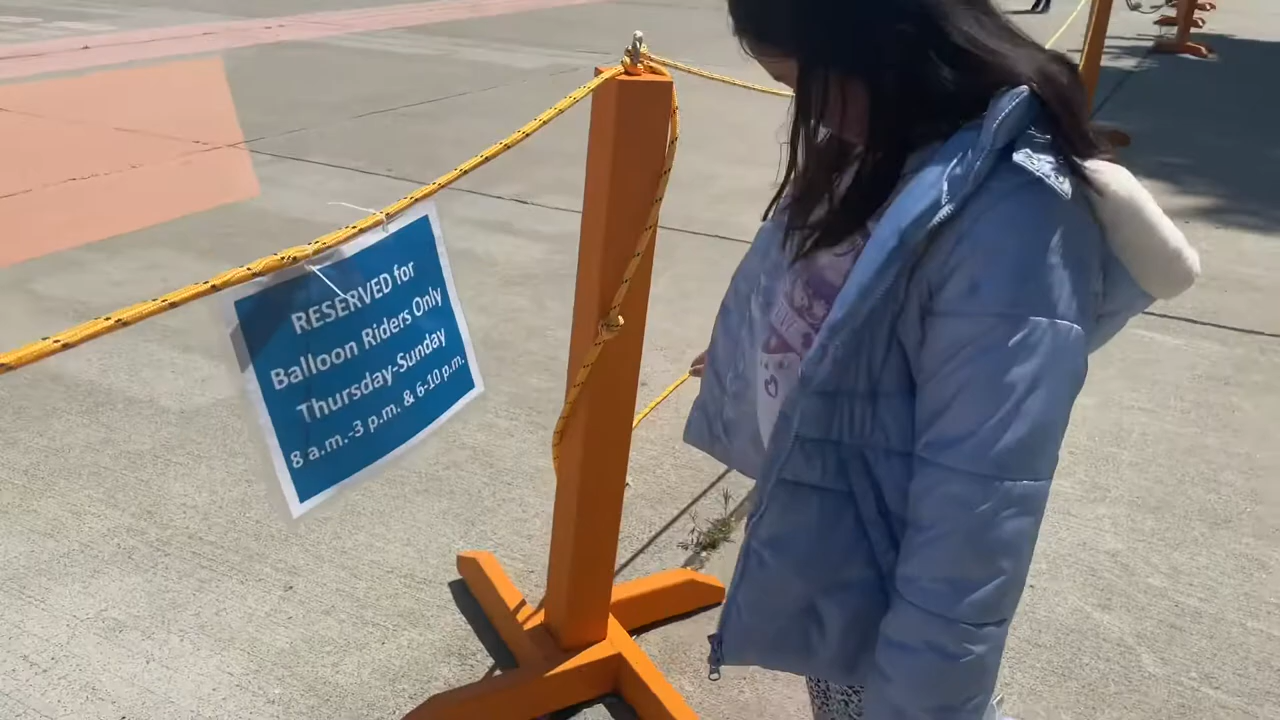 RESERVED for
Balloon Riders Only
Thursday-Sunday
8 a.m.-3 p.m. & 6-10 p.m.